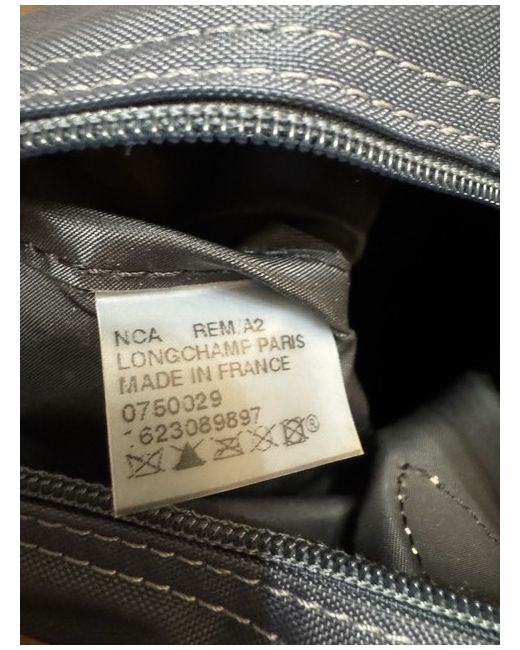 NCA REM/A2
LONGCHAMP PARIS
MADE IN FRANCE
0750029
-623089897